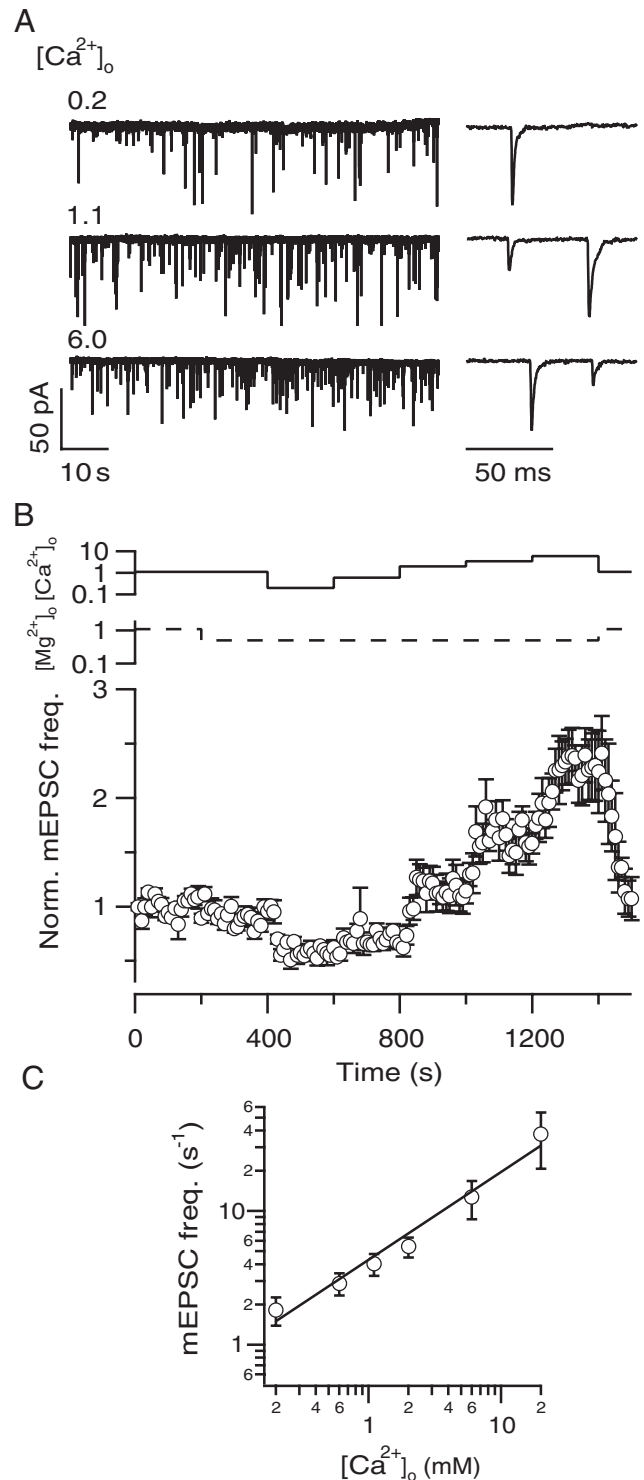 A
[Ca²⁺]ₒ
0.2
1.1
6.0
50 pA
10 s
50 ms
B
[Mg²⁺]ₒ [Ca²⁺]ₒ
10
1
0.1
1
0.1
Norm. mEPSC freq.
3
2
1
0 400 800 1200
Time (s)
C
mEPSC freq. (s⁻¹)
6
4
2
10
6
4
2
1
6
2 4 6 1 2 4 6 10 2
[Ca²⁺]ₒ (mM)